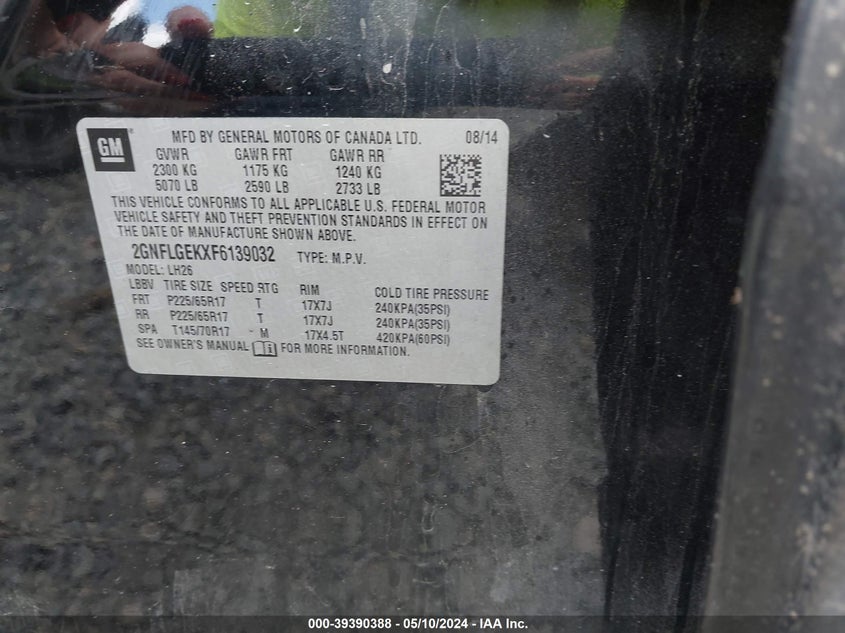 GM
MFD BY GENERAL MOTORS OF CANADA LTD. 08/14
GVWR GAWR FRT GAWR RR
2300 KG 1175 KG 1240 KG
5070 LB 2590 LB 2733 LB
THIS VEHICLE CONFORMS TO ALL APPLICABLE U.S. FEDERAL MOTOR
VEHICLE SAFETY AND THEFT PREVENTION STANDARDS IN EFFECT ON
THE DATE OF MANUFACTURE SHOWN ABOVE.
2GNFLGEKXF6139032 TYPE: M.P.V.
MODEL: LH26
LBBV TIRE SIZE SPEED RTG RIM COLD TIRE PRESSURE
FRT P225/65R17 T 17X7J 240KPA(35PSI)
RR P225/65R17 T 17X7J 240KPA(35PSI)
SPA T145/70R17 M 17X4.5T 420KPA(60PSI)
SEE OWNER'S MANUAL FOR MORE INFORMATION.
000-39390388 - 05/10/2024 - IAA Inc.